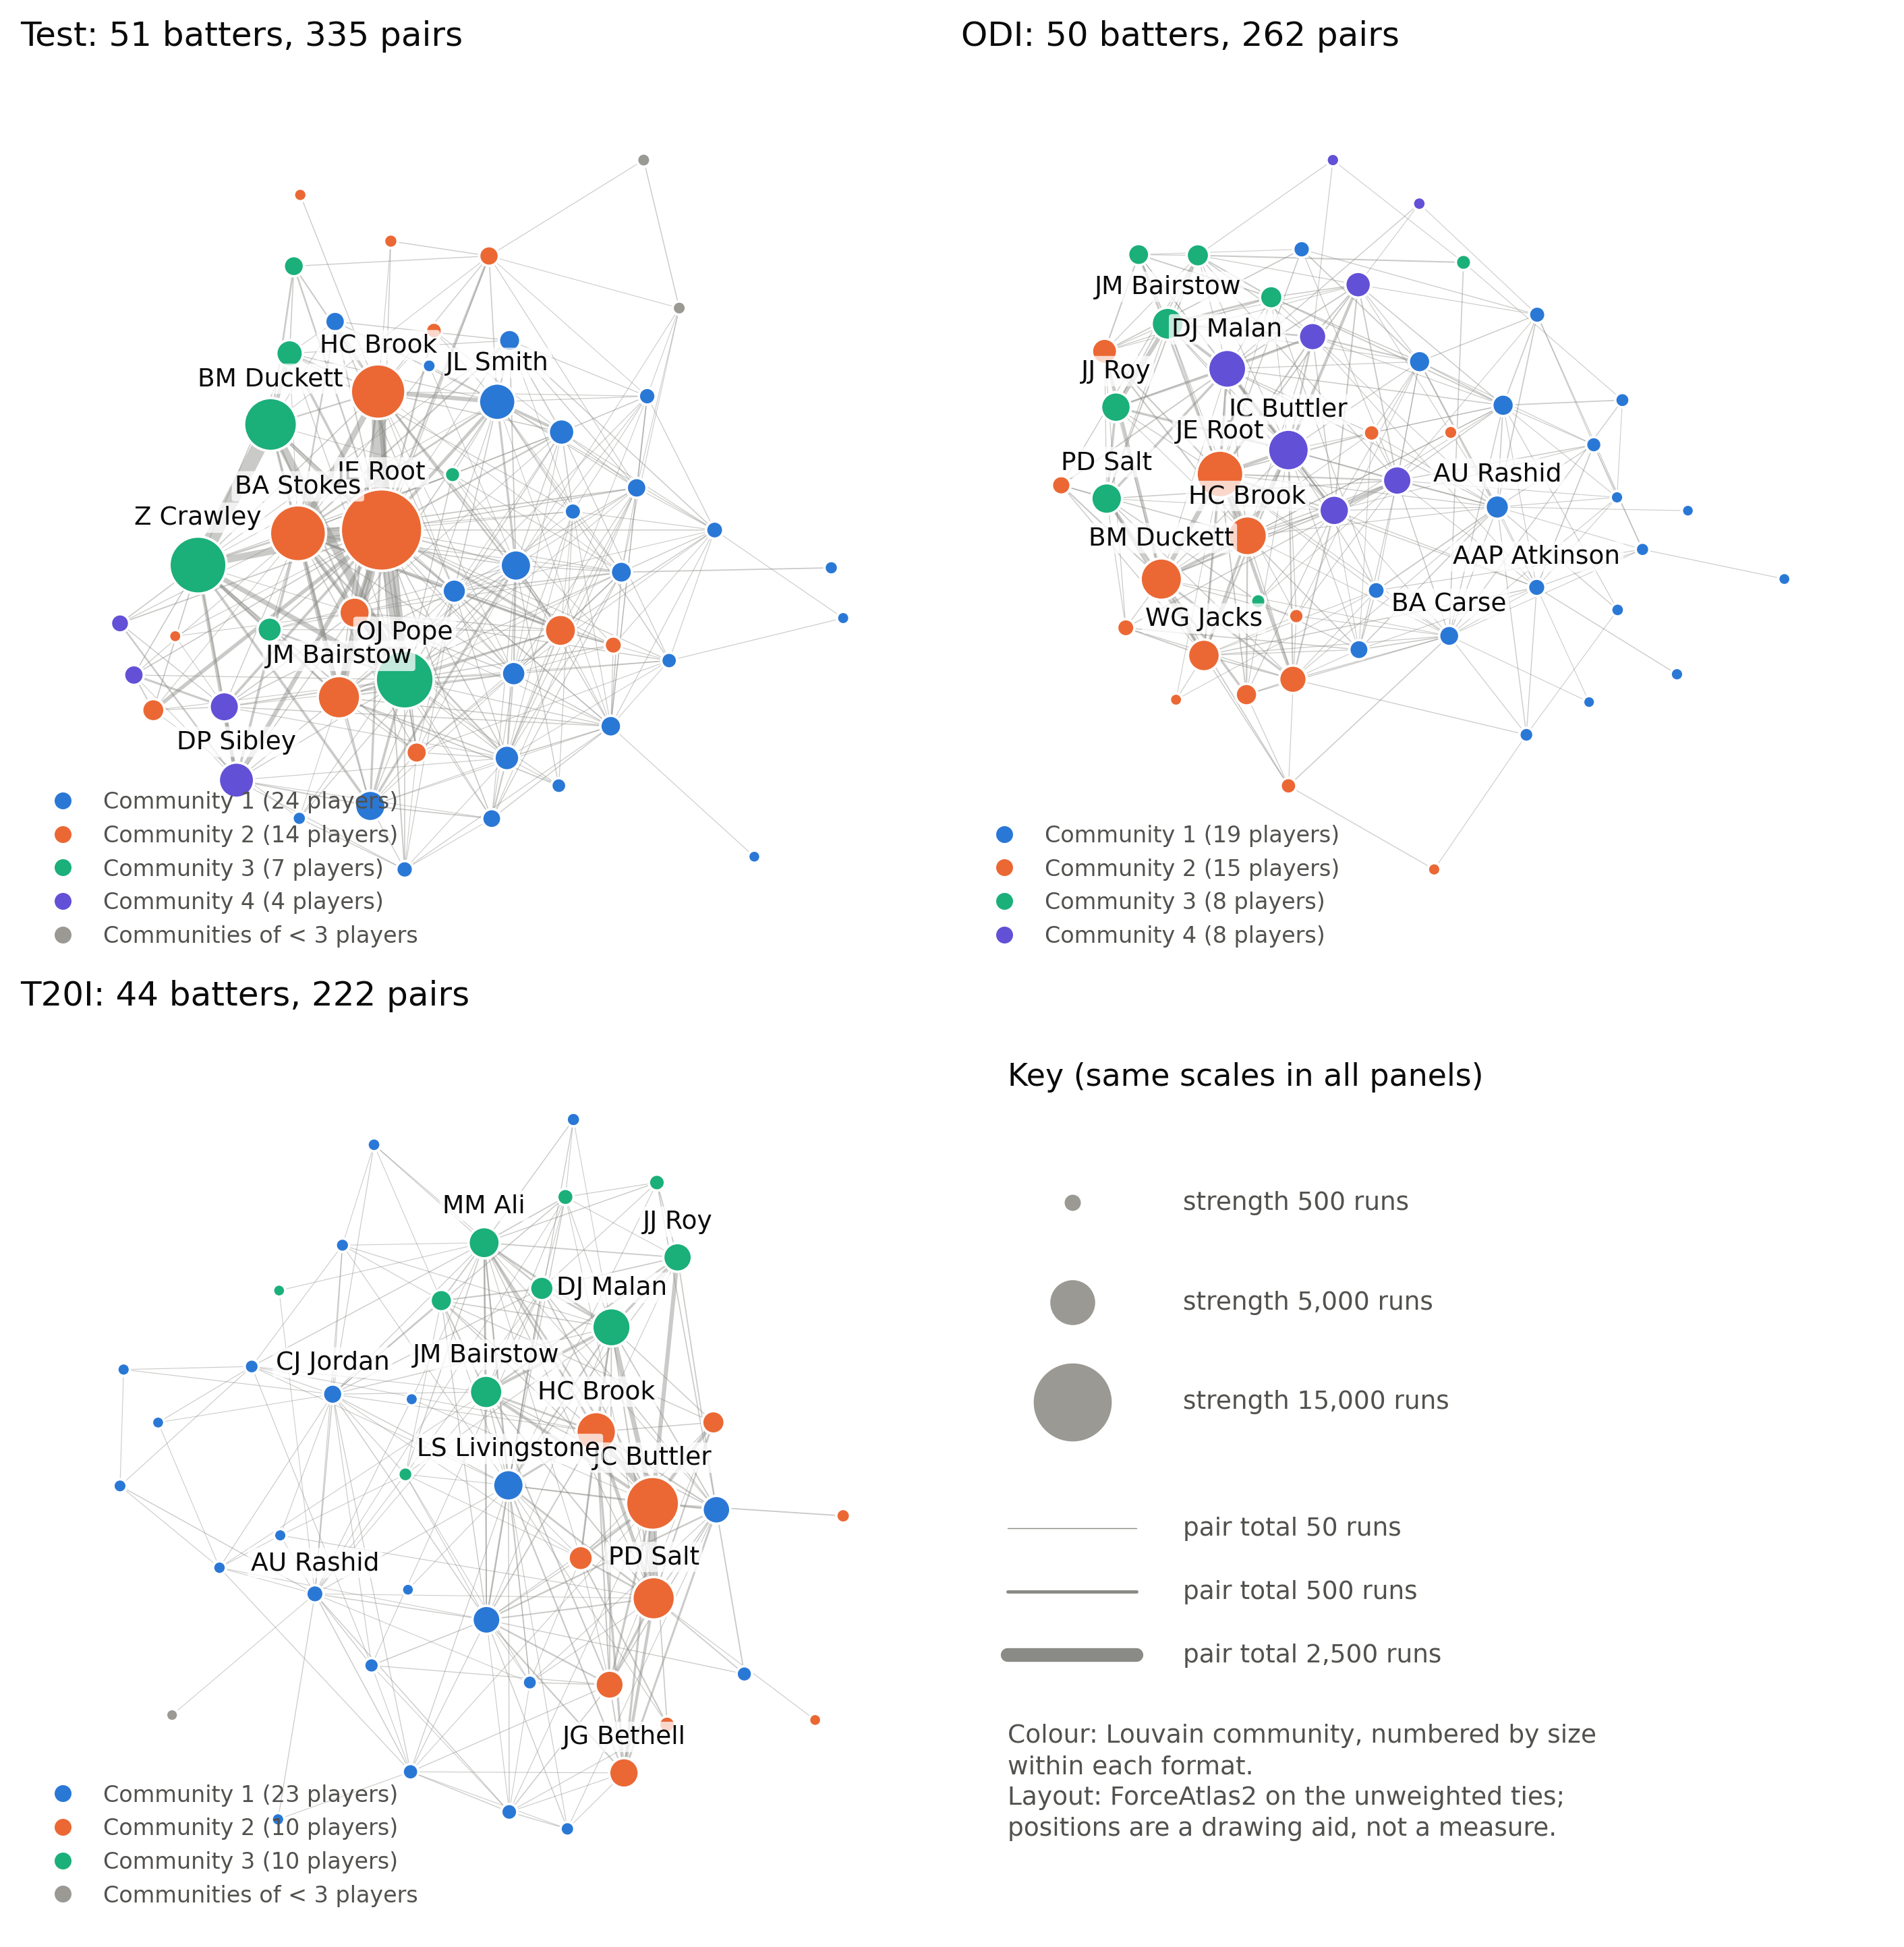 Test: 51 batters, 335 pairs
HC Brook
JL Smith
BM Duckett
JE Root
BA Stokes
Z Crawley
OJ Pope
JM Bairstow
DP Sibley
Community 1 (24 players)
Community 2 (14 players)
Community 3 (7 players)
Community 4 (4 players)
Communities of < 3 players
ODI: 50 batters, 262 pairs
JM Bairstow
DJ Malan
JJ Roy
JC Buttler
JE Root
PD Salt
AU Rashid
HC Brook
BM Duckett
AAP Atkinson
BA Carse
WG Jacks
Community 1 (19 players)
Community 2 (15 players)
Community 3 (8 players)
Community 4 (8 players)
T20I: 44 batters, 222 pairs
MM Ali
JJ Roy
DJ Malan
JM Bairstow
CJ Jordan
HC Brook
LS Livingstone
JC Buttler
PD Salt
AU Rashid
JG Bethell
Community 1 (23 players)
Community 2 (10 players)
Community 3 (10 players)
Communities of < 3 players
Key (same scales in all panels)
strength 500 runs
strength 5,000 runs
strength 15,000 runs
pair total 50 runs
pair total 500 runs
pair total 2,500 runs
Colour: Louvain community, numbered by size
within each format.
Layout: ForceAtlas2 on the unweighted ties;
positions are a drawing aid, not a measure.